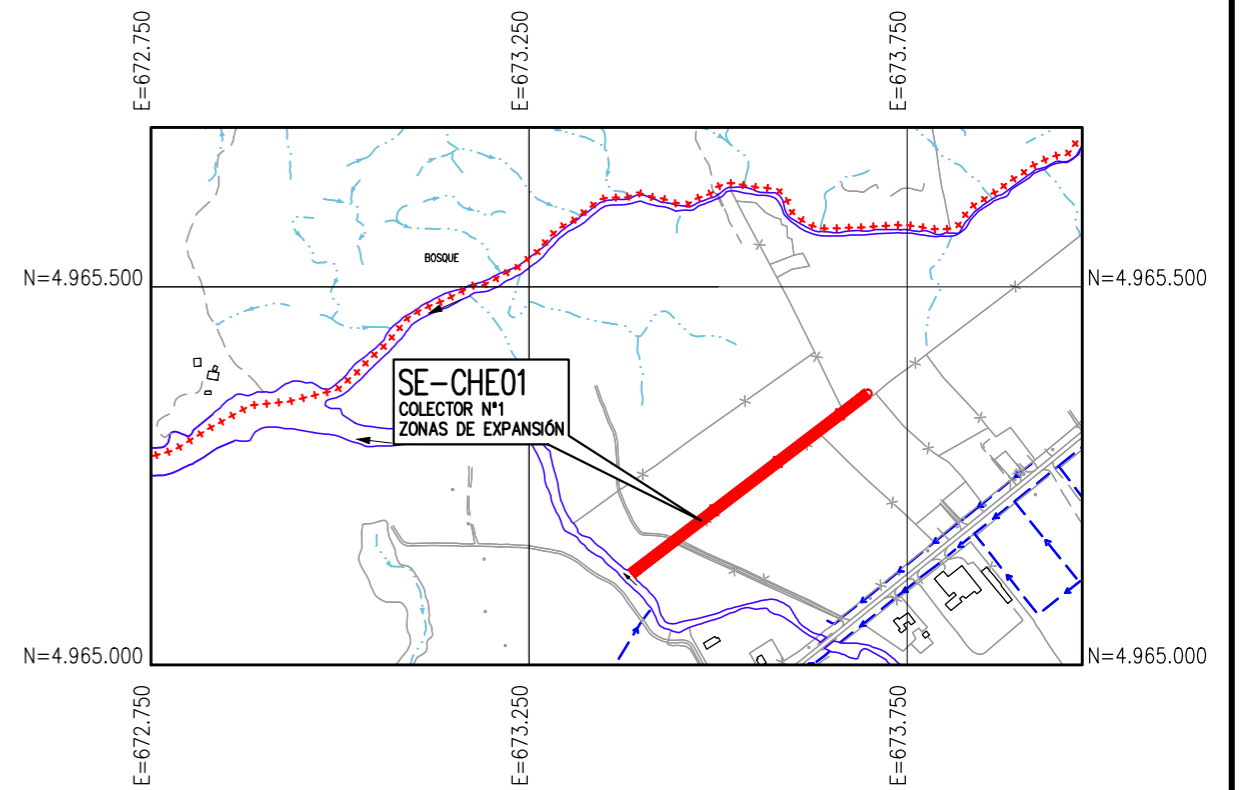 E=672.750
E=673.250
E=673.750
BOSQUE
N=4.965.500
N=4.965.500
SE-CHE01
COLECTOR N°1
ZONAS DE EXPANSIÓN
N=4.965.000
N=4.965.000
E=672.750
E=673.250
E=673.750